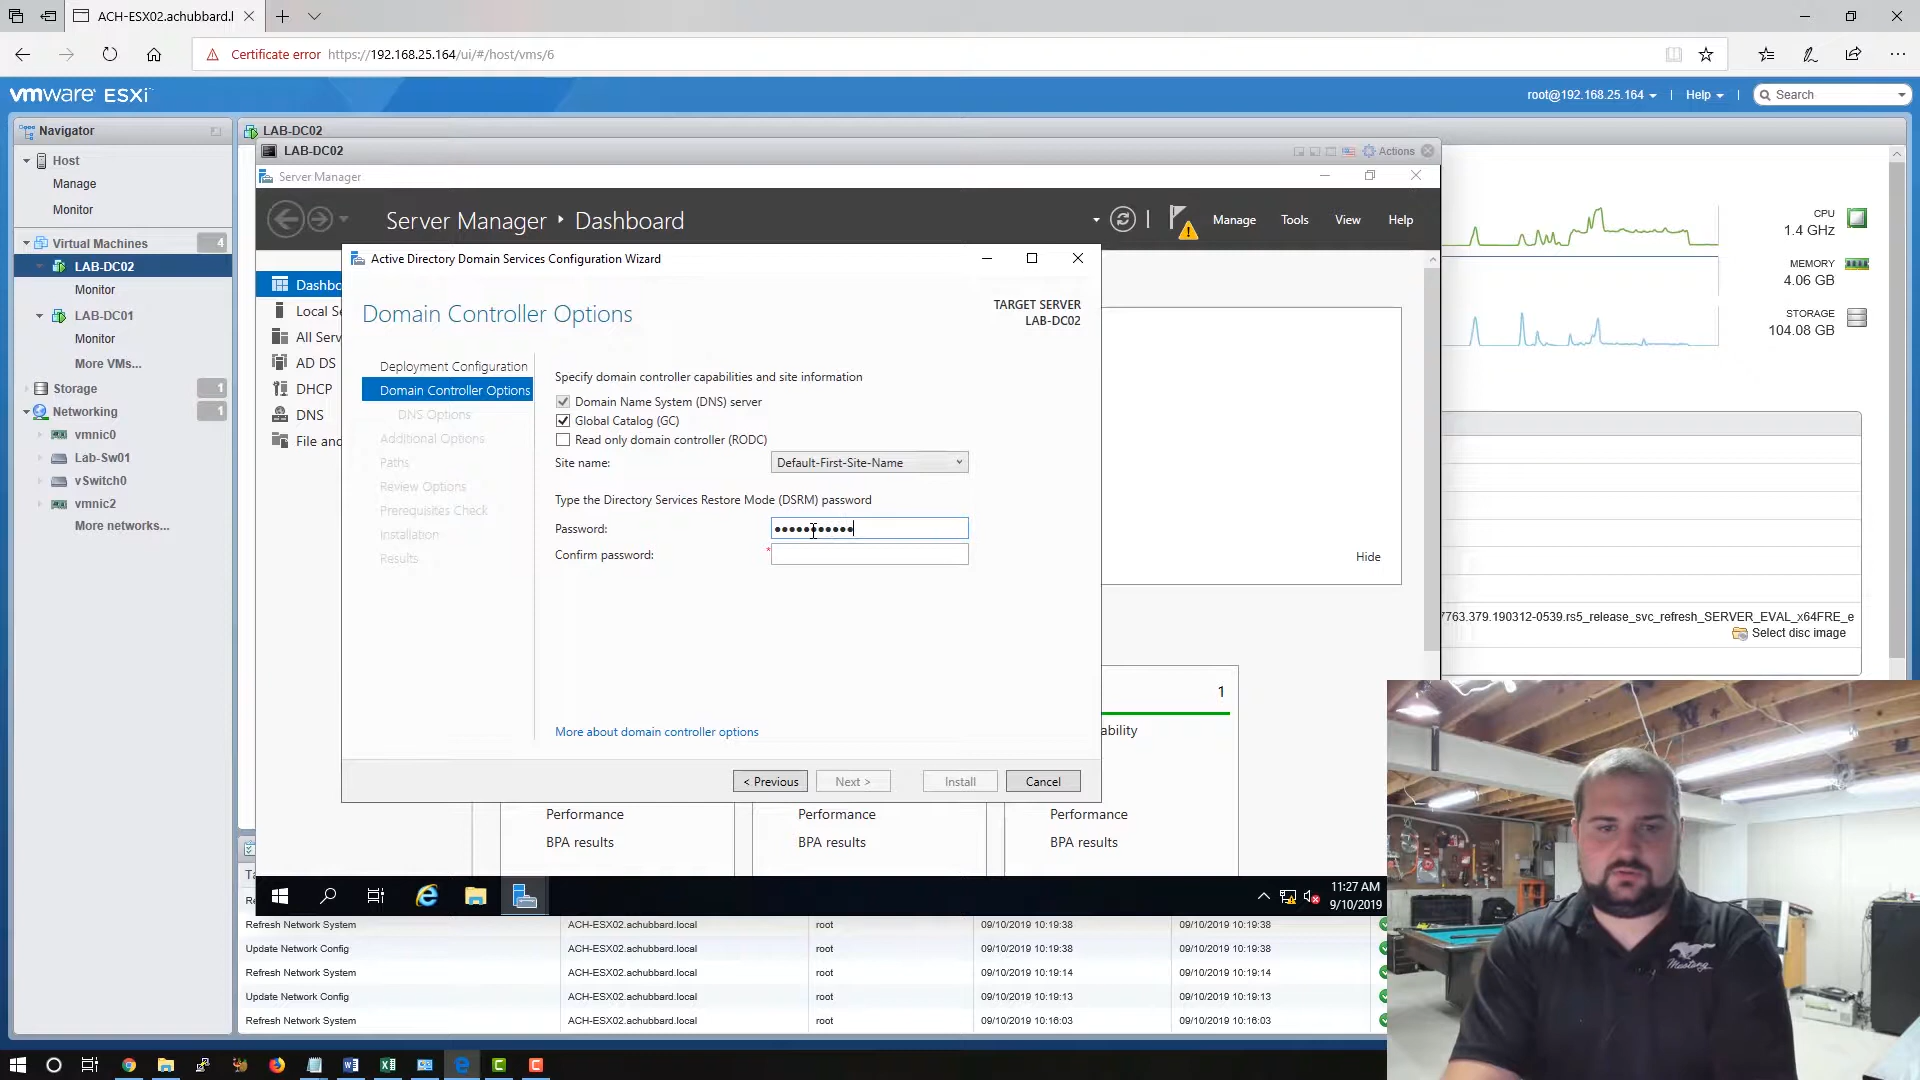 ACH-ESX02.achubbard.l
Certificate error https://192.168.25.164/ui/#/host/vms/6
vmware ESXi
root@192.168.25.164 | Help | Search
Navigator
Host
Manage
Monitor
Virtual Machines 4
LAB-DC02
Monitor
LAB-DC01
Monitor
More VMs...
Storage 1
Networking 1
vmnic0
Lab-Sw01
vSwitch0
vmnic2
More networks...
LAB-DC02
LAB-DC02
Actions
Server Manager
Server Manager Dashboard
Manage Tools View Help
Dashbo
Local Se
All Serv
AD DS
DHCP
DNS
File and
Active Directory Domain Services Configuration Wizard
Domain Controller Options
TARGET SERVER
LAB-DC02
Deployment Configuration
Domain Controller Options
DNS Options
Additional Options
Paths
Review Options
Prerequisites Check
Installation
Results
Specify domain controller capabilities and site information
Domain Name System (DNS) server
Global Catalog (GC)
Read only domain controller (RODC)
Site name: Default-First-Site-Name
Type the Directory Services Restore Mode (DSRM) password
Password: •••••••••••
Confirm password: *
More about domain controller options
< Previous Next > Install Cancel
Hide
1
ability
Performance Performance Performance
BPA results BPA results BPA results
CPU
1.4 GHz
MEMORY
4.06 GB
STORAGE
104.08 GB
7763.379.190312-0539.rs5_release_svc_refresh_SERVER_EVAL_x64FRE_e
Select disc image
11:27 AM
9/10/2019
Refresh Network System ACH-ESX02.achubbard.local root 09/10/2019 10:19:38 09/10/2019 10:19:38
Update Network Config ACH-ESX02.achubbard.local root 09/10/2019 10:19:38 09/10/2019 10:19:38
Refresh Network System ACH-ESX02.achubbard.local root 09/10/2019 10:19:14 09/10/2019 10:19:14
Update Network Config ACH-ESX02.achubbard.local root 09/10/2019 10:19:13 09/10/2019 10:19:13
Refresh Network System ACH-ESX02.achubbard.local root 09/10/2019 10:16:03 09/10/2019 10:16:03
Mustang